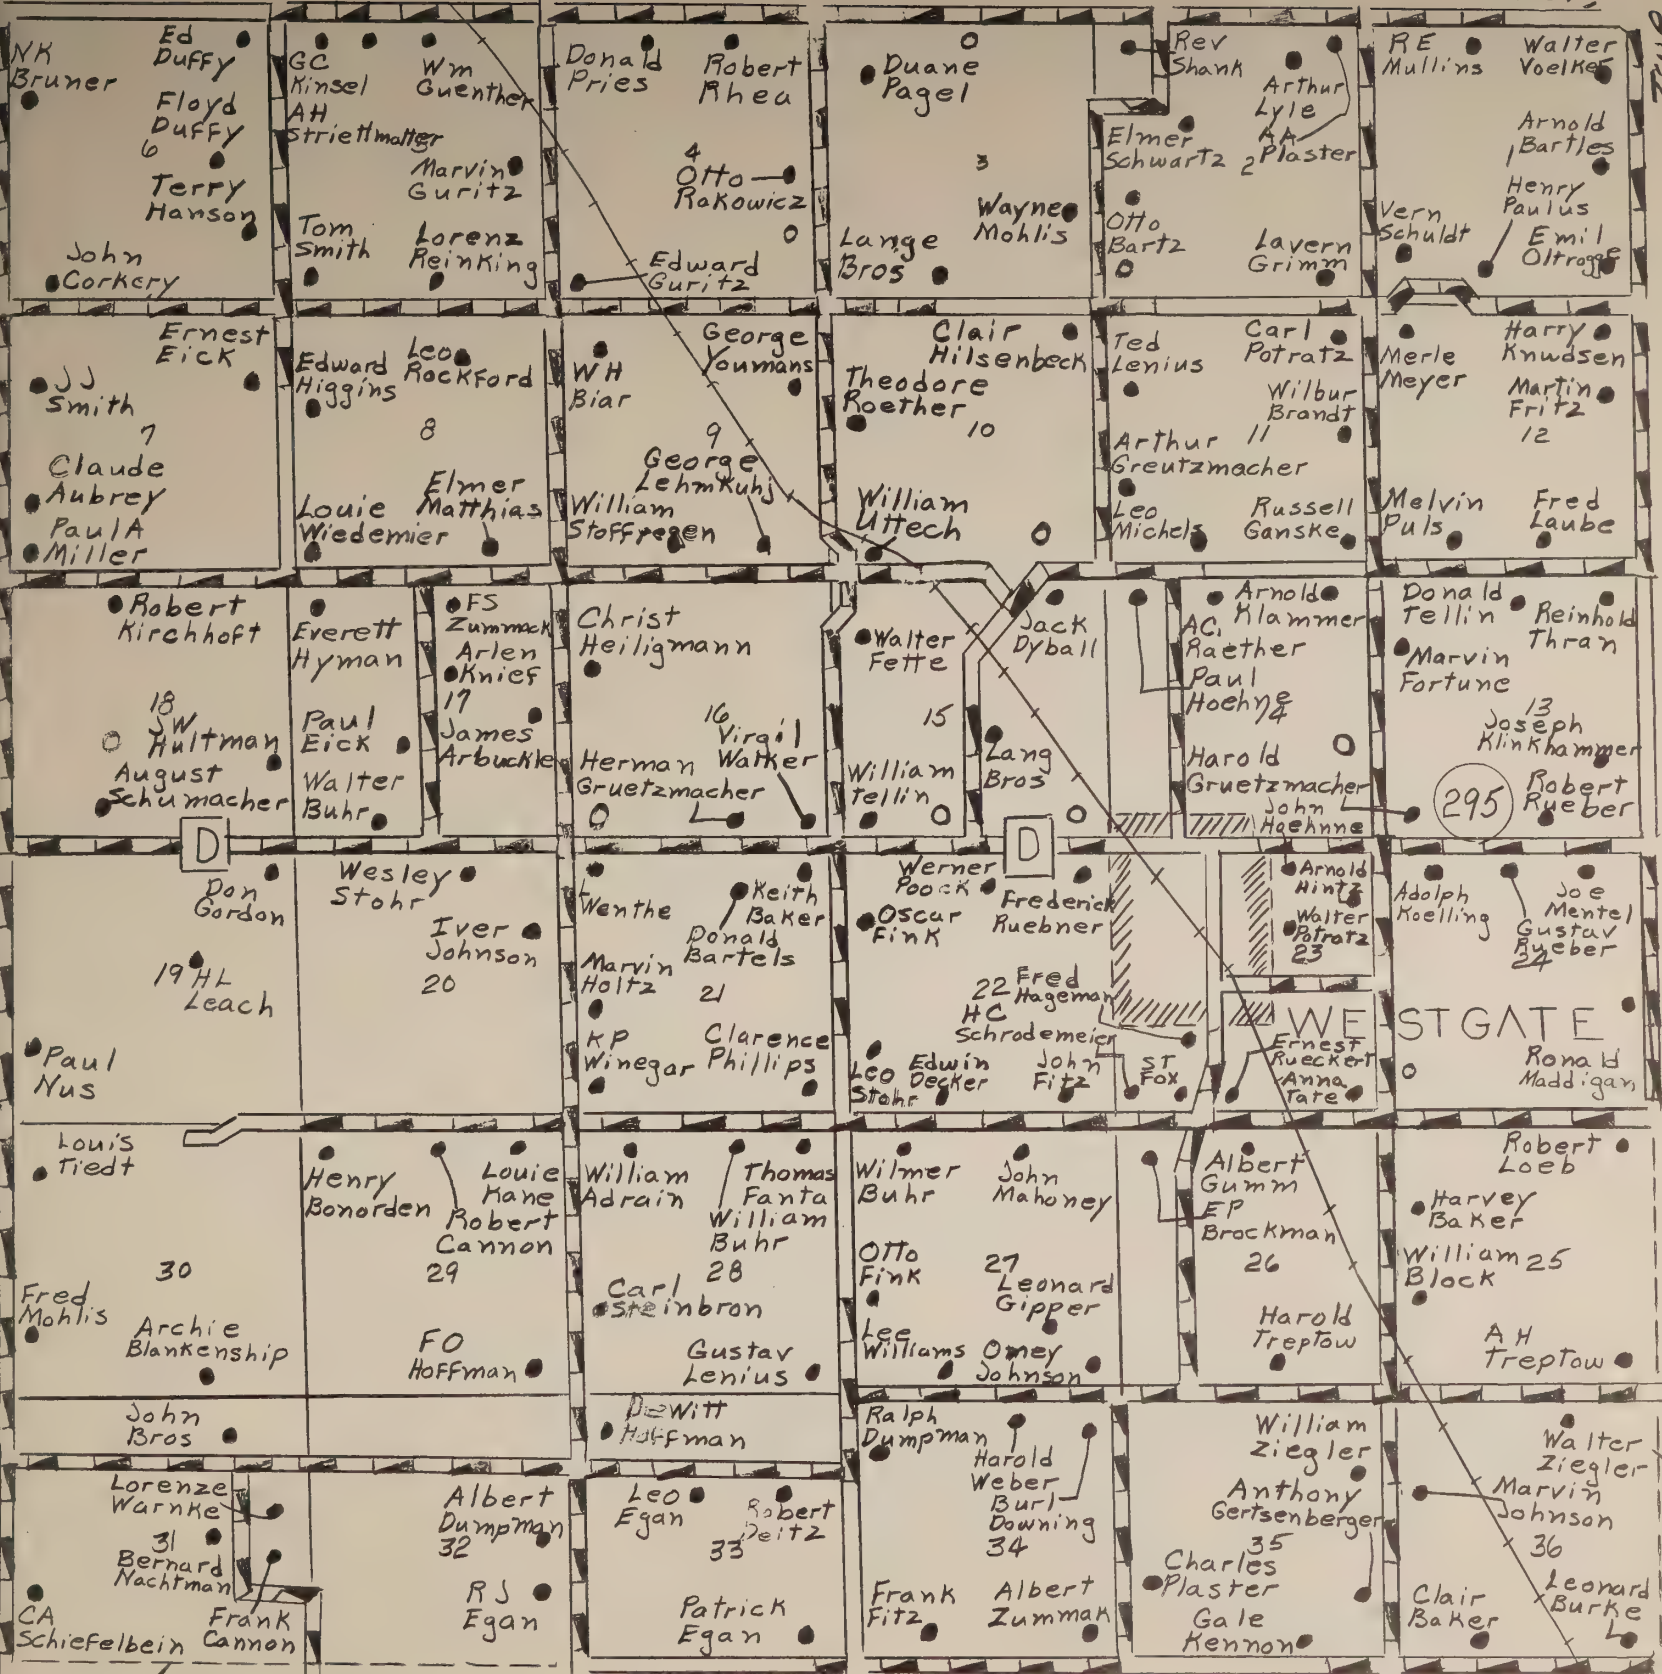 NK
Bruner
Ed
Duffy
Floyd
Duffy
6
Terry
Hanson
John
Corkery
GC
Kinsel
Wm
Guenther
AH
Striettmatter
Marvin
Guritz
Tom
Smith
Lorenz
Reinking
Donald
Pries
Robert
Rhea
4
Otto
Rakowicz
Edward
Guritz
Duane
Pagel
3
Wayne
Mohlis
Lange
Bros
Rev
Shank
Arthur
Lyle
AA
Plaster
Elmer
Schwartz
2
Otto
Bartz
Lavern
Grimm
RE
Mullins
Walter
Voelker
Arnold
Bartles
1
Henry
Paulus
Vern
Schuldt
Emil
Oltrogge
Ernest
Eick
JJ
Smith
7
Claude
Aubrey
Paul A
Miller
Edward
Higgins
Leo
Rockford
8
Louie
Wiedemier
Elmer
Matthias
WH
Biar
George
Youmans
9
George
Lehmkuhj
William
Stoffregen
Clair
Hilsenbeck
Theodore
Roether
10
William
Uttech
Ted
Lenius
Carl
Potratz
Wilbur
Brandt
11
Arthur
Greutzmacher
Leo
Michels
Russell
Ganske
Merle
Meyer
Harry
Knudsen
Martin
Fritz
12
Melvin
Puls
Fred
Laube
Robert
Kirchhoft
18
JW
Hultman
August
Schumacher
Everett
Hyman
Paul
Eick
Walter
Buhr
FS
Zummack
Arlen
Knief
17
James
Arbuckle
Christ
Heiligmann
16
Virgil
Walker
Herman
Gruetzmacher
Walter
Fette
15
William
Tellin
Jack
Dyball
Lang
Bros
Arnold
Klammer
AC
Raether
Paul
Hoehne
14
Harold
Gruetzmacher
John
Hoehnne
Donald
Tellin
Reinhold
Thran
Marvin
Fortune
13
Joseph
Klinkhammer
295
Robert
Rueber
D
D
Don
Gordon
19 HL
Leach
Paul
Nus
Wesley
Stohr
Iver
Johnson
20
Wenthe
Keith
Baker
Donald
Bartels
Marvin
Holtz
21
KP
Winegar
Clarence
Phillips
Werner
Poock
Oscar
Fink
Frederick
Ruebner
22
Fred
Hageman
HC
Schrodemeier
Leo
Stohr
Edwin
Decker
John
Fitz
ST
Fox
Arnold
Hintz
Walter
Potratz
23
Adolph
Koelling
Joe
Mentel
Gustav
Rueber
24
WESTGATE
Ernest
Rueckert
Anna
Tate
Ronald
Maddigan
Louis
Tiedt
30
Fred
Mohlis
Archie
Blankenship
John
Bros
Henry
Bonorden
Louie
Kane
Robert
Cannon
29
FO
Hoffman
William
Adrain
Thomas
Fanta
William
Buhr
28
Carl
Steinbron
Gustav
Lenius
DeWitt
Hoffman
Wilmer
Buhr
John
Mahoney
Otto
Fink
27
Leonard
Gipper
Lee
Williams
Omey
Johnson
Albert
Gumm
EP
Brockman
26
Harold
Treptow
Robert
Loeb
Harvey
Baker
William
Block
25
AH
Treptow
Lorenze
Warnke
31
Bernard
Nachtman
CA
Schiefelbein
Frank
Cannon
Albert
Dumpman
32
RJ
Egan
Leo
Egan
Robert
Deitz
33
Patrick
Egan
Ralph
Dumpman
Harold
Weber
Burl
Downing
34
Frank
Fitz
Albert
Zummak
William
Ziegler
Anthony
Gertsenberger
35
Charles
Plaster
Gale
Kennon
Walter
Ziegler
Marvin
Johnson
36
Clair
Baker
Leonard
Burke